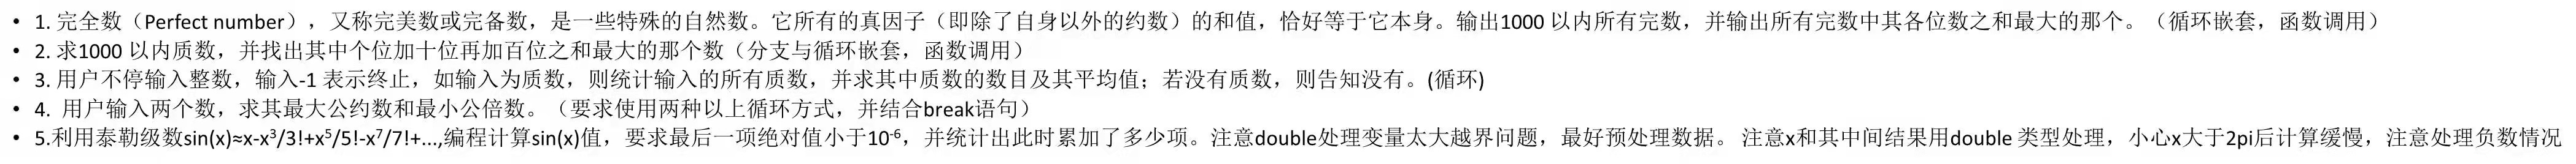 • 1. 完全数（Perfect number），又称完美数或完备数，是一些特殊的自然数。它所有的真因子（即除了自身以外的约数）的和值，恰好等于它本身。输出1000 以内所有完数，并输出所有完数中其各位数之和最大的那个。（循环嵌套，函数调用）
• 2. 求1000 以内质数，并找出其中个位加十位再加百位之和最大的那个数（分支与循环嵌套，函数调用）
• 3. 用户不停输入整数，输入-1 表示终止，如输入为质数，则统计输入的所有质数，并求其中质数的数目及其平均值；若没有质数，则告知没有。(循环)
• 4. 用户输入两个数，求其最大公约数和最小公倍数。（要求使用两种以上循环方式，并结合break语句）
• 5.利用泰勒级数sin(x)≈x-x³/3!+x⁵/5!-x⁷/7!+...,编程计算sin(x)值，要求最后一项绝对值小于10⁻⁶，并统计出此时累加了多少项。注意double处理变量太大越界问题，最好预处理数据。 注意x和其中间结果用double 类型处理，小心x大于2pi后计算缓慢，注意处理负数情况